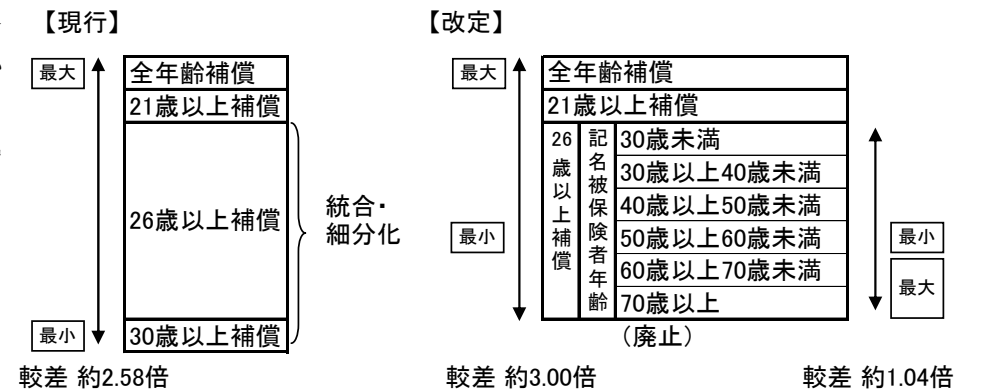 【現行】
最大
全年齢補償
21歳以上補償
26歳以上補償
最小
30歳以上補償
統合・
細分化
較差 約2.58倍
【改定】
最大
全年齢補償
21歳以上補償
26歳以上補償
記名被保険者年齢
30歳未満
30歳以上40歳未満
40歳以上50歳未満
50歳以上60歳未満
60歳以上70歳未満
70歳以上
最小
(廃止)
較差 約3.00倍
最小
最大
較差 約1.04倍